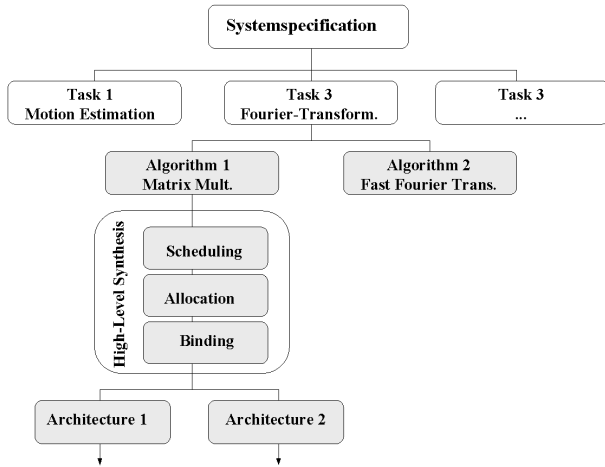 Systemspecification
Task 1
Motion Estimation
Task 3
Fourier-Transform.
Task 3
...
Algorithm 1
Matrix Mult.
Algorithm 2
Fast Fourier Trans.
High-Level Synthesis
Scheduling
Allocation
Binding
Architecture 1
Architecture 2